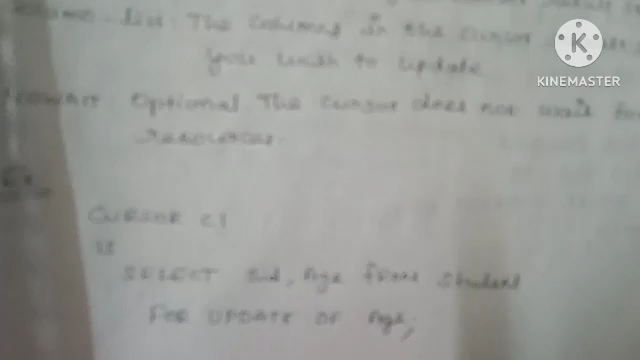 list The columns in the cursor
you wish to update
NOWAIT Optional. The cursor does not wait for
resources.
Ex.
CURSOR C1
IS
SELECT Sid, Age from Student
FOR UPDATE OF Age;
KINEMASTER